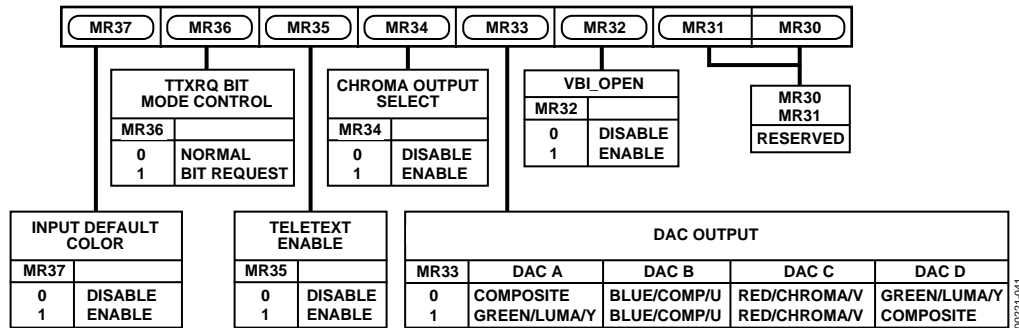 MR37 MR36 MR35 MR34 MR33 MR32 MR31 MR30
TTXRQ BIT
MODE CONTROL
MR36
0 NORMAL
1 BIT REQUEST
CHROMA OUTPUT
SELECT
MR34
0 DISABLE
1 ENABLE
VBI_OPEN
MR32
0 DISABLE
1 ENABLE
MR30
MR31
RESERVED
INPUT DEFAULT
COLOR
MR37
0 DISABLE
1 ENABLE
TELETEXT
ENABLE
MR35
0 DISABLE
1 ENABLE
DAC OUTPUT
MR33 DAC A DAC B DAC C DAC D
0 COMPOSITE BLUE/COMP/U RED/CHROMA/V GREEN/LUMA/Y
1 GREEN/LUMA/Y BLUE/COMP/U RED/CHROMA/V COMPOSITE
00221-041